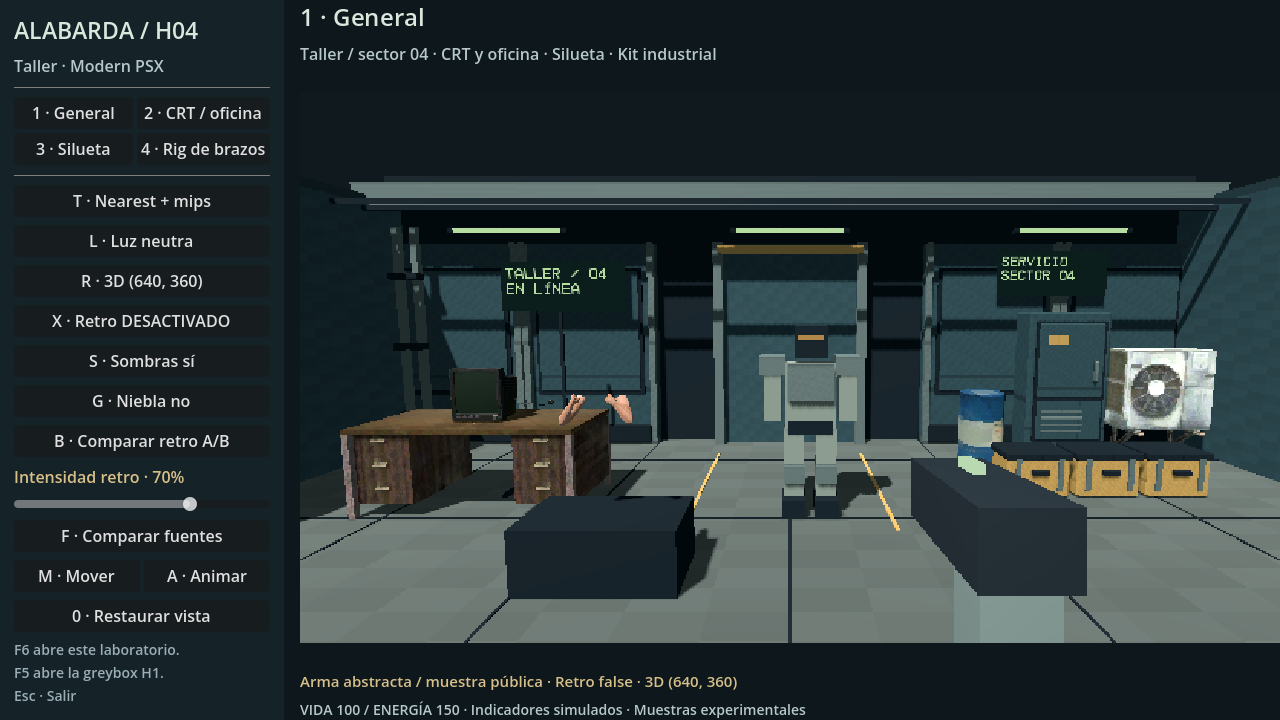 ALABARDA / H04
Taller · Modern PSX
1 · General
2 · CRT / oficina
3 · Silueta
4 · Rig de brazos
T · Nearest + mips
L · Luz neutra
R · 3D (640, 360)
X · Retro DESACTIVADO
S · Sombras sí
G · Niebla no
B · Comparar retro A/B
Intensidad retro · 70%
F · Comparar fuentes
M · Mover
A · Animar
0 · Restaurar vista
F6 abre este laboratorio.
F5 abre la greybox H1.
Esc · Salir
1 · General
Taller / sector 04 · CRT y oficina · Silueta · Kit industrial
TALLER / 04
EN LÍNEA
SERVICIO
SECTOR 04
Arma abstracta / muestra pública · Retro false · 3D (640, 360)
VIDA 100 / ENERGÍA 150 · Indicadores simulados · Muestras experimentales